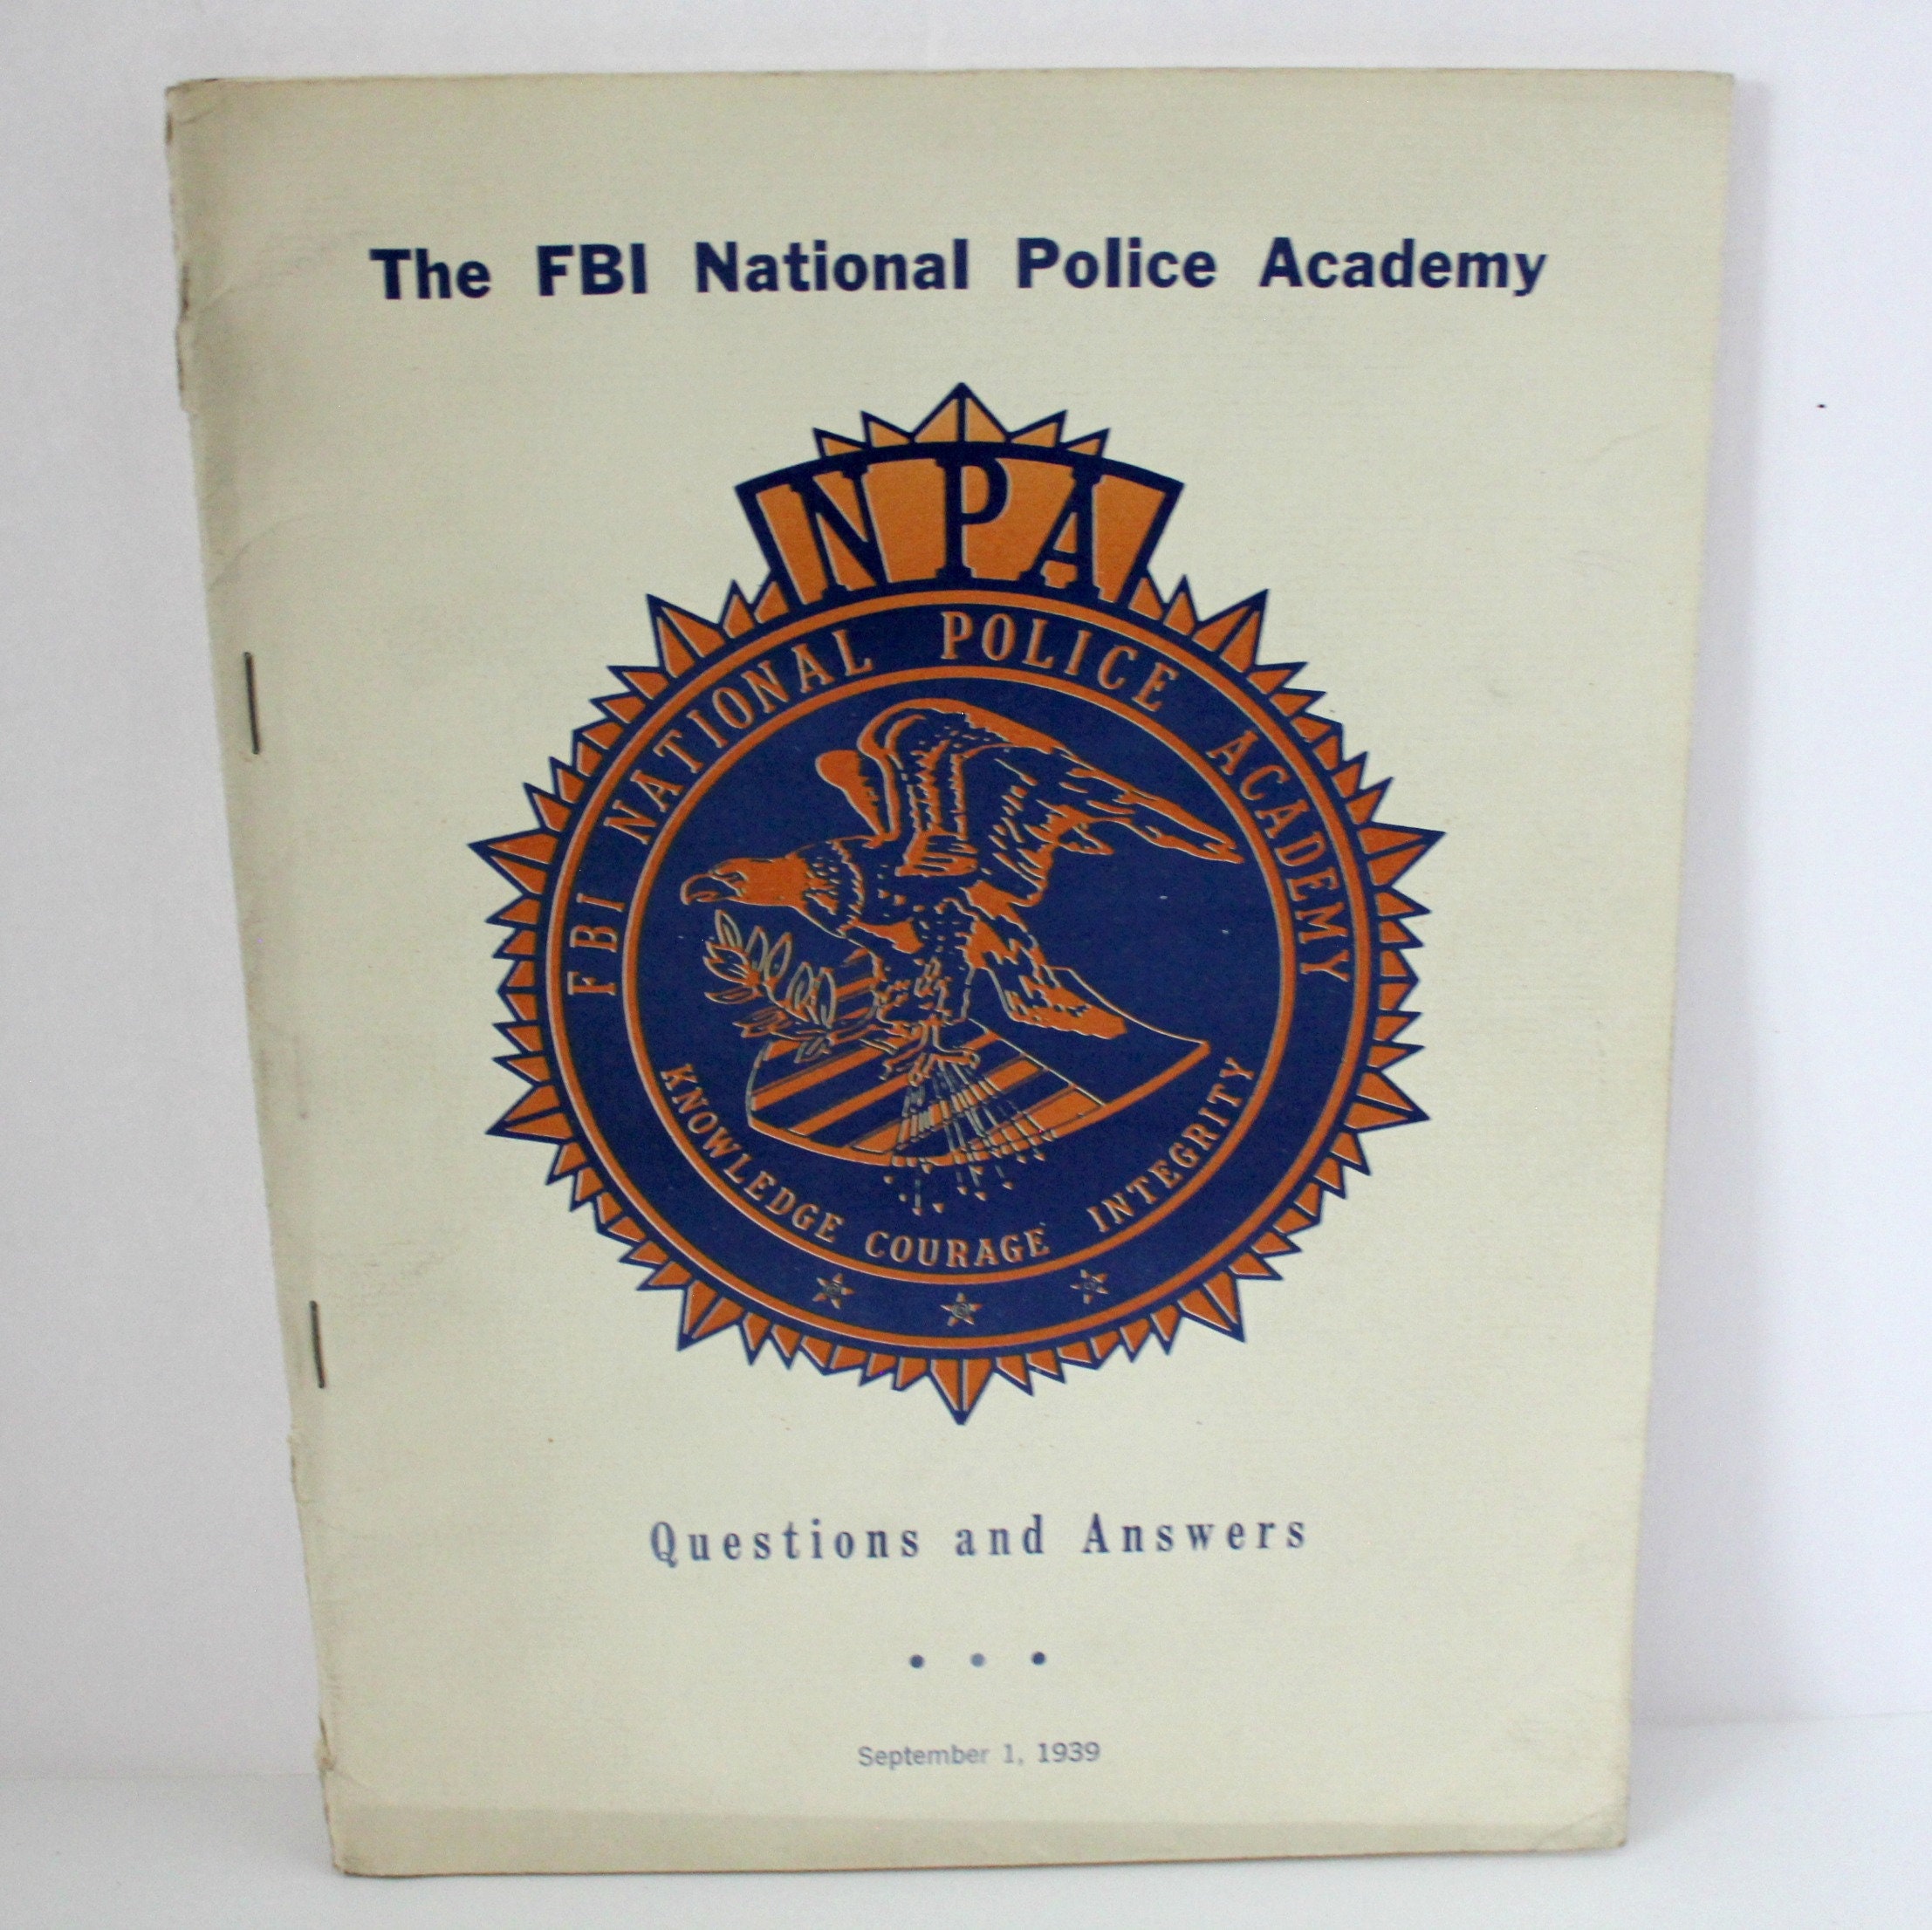 The FBI National Police Academy
NPA
FBI NATIONAL POLICE ACADEMY
KNOWLEDGE COURAGE INTEGRITY
Questions and Answers
• • •
September 1, 1939